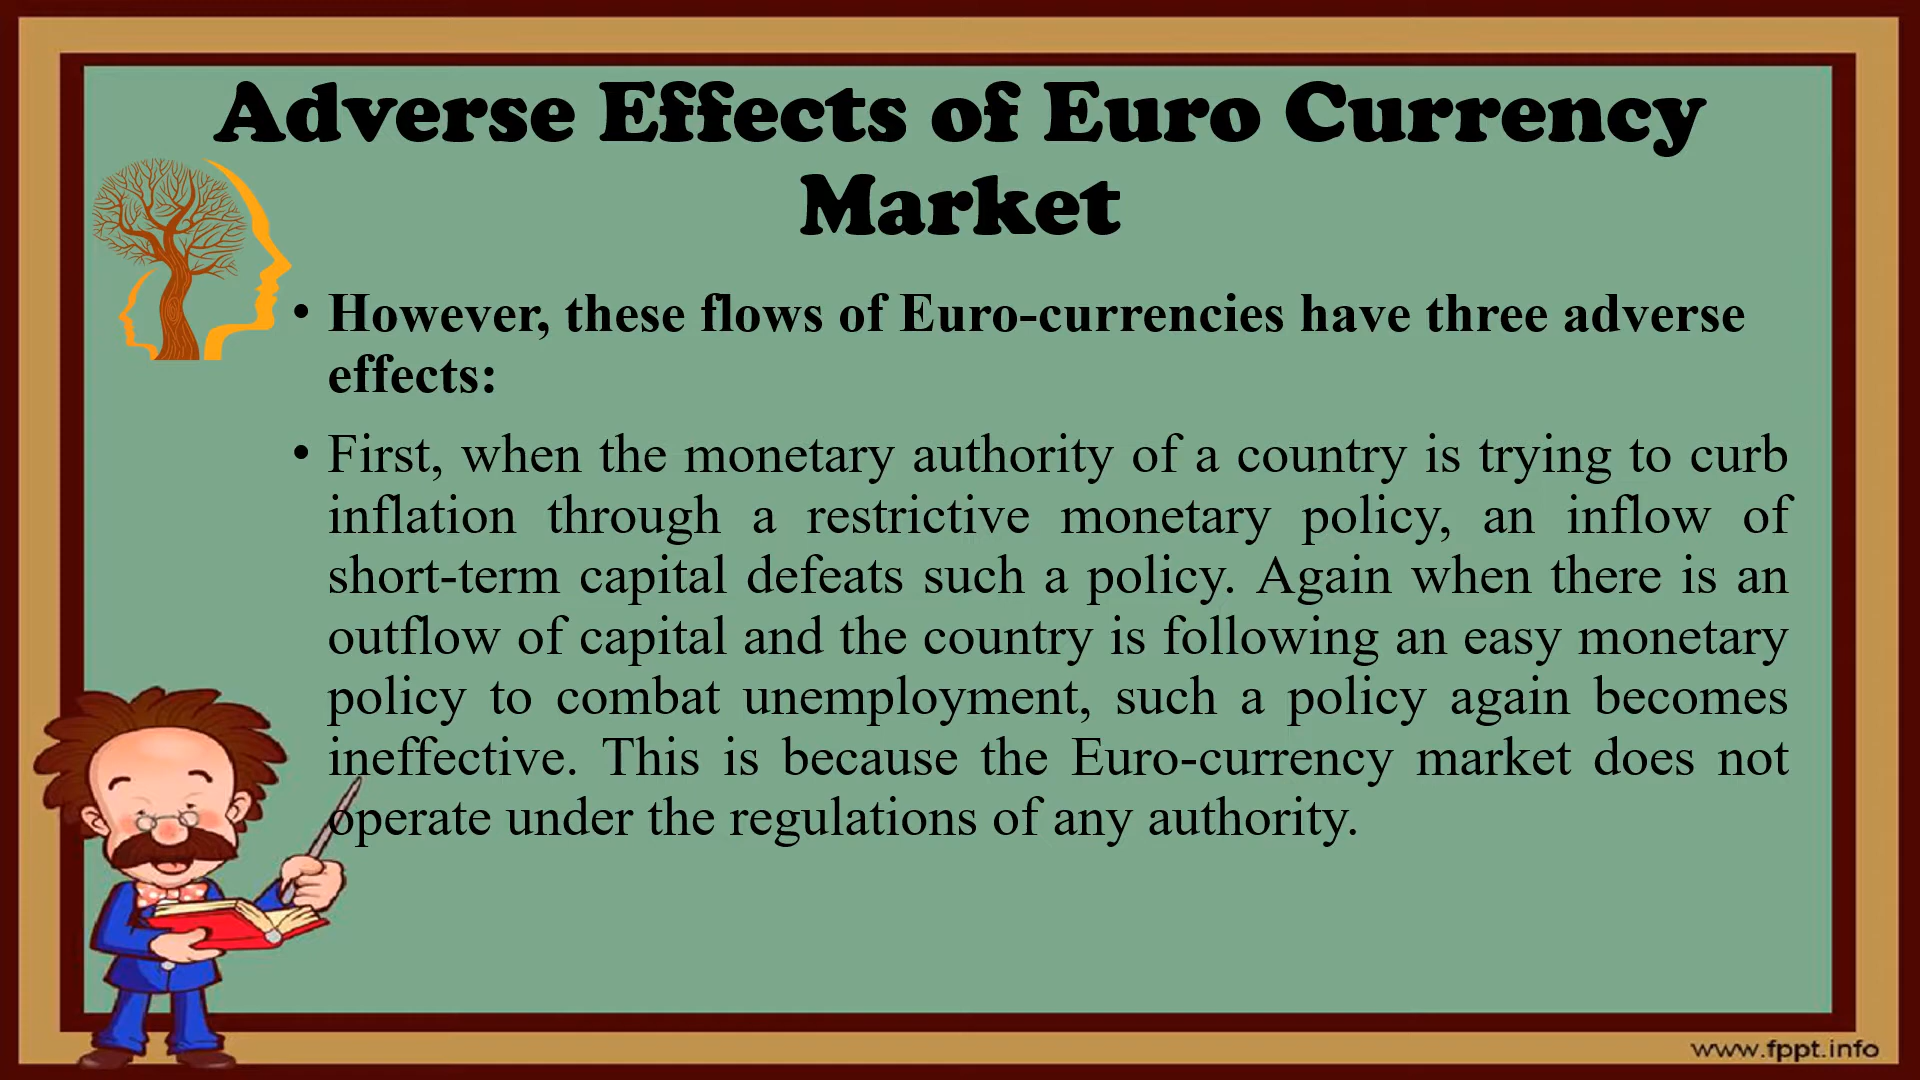 Adverse Effects of Euro Currency
Market
• However, these flows of Euro-currencies have three adverse
effects:
• First, when the monetary authority of a country is trying to curb
inflation through a restrictive monetary policy, an inflow of
short-term capital defeats such a policy. Again when there is an
outflow of capital and the country is following an easy monetary
policy to combat unemployment, such a policy again becomes
ineffective. This is because the Euro-currency market does not
operate under the regulations of any authority.
www.fppt.info